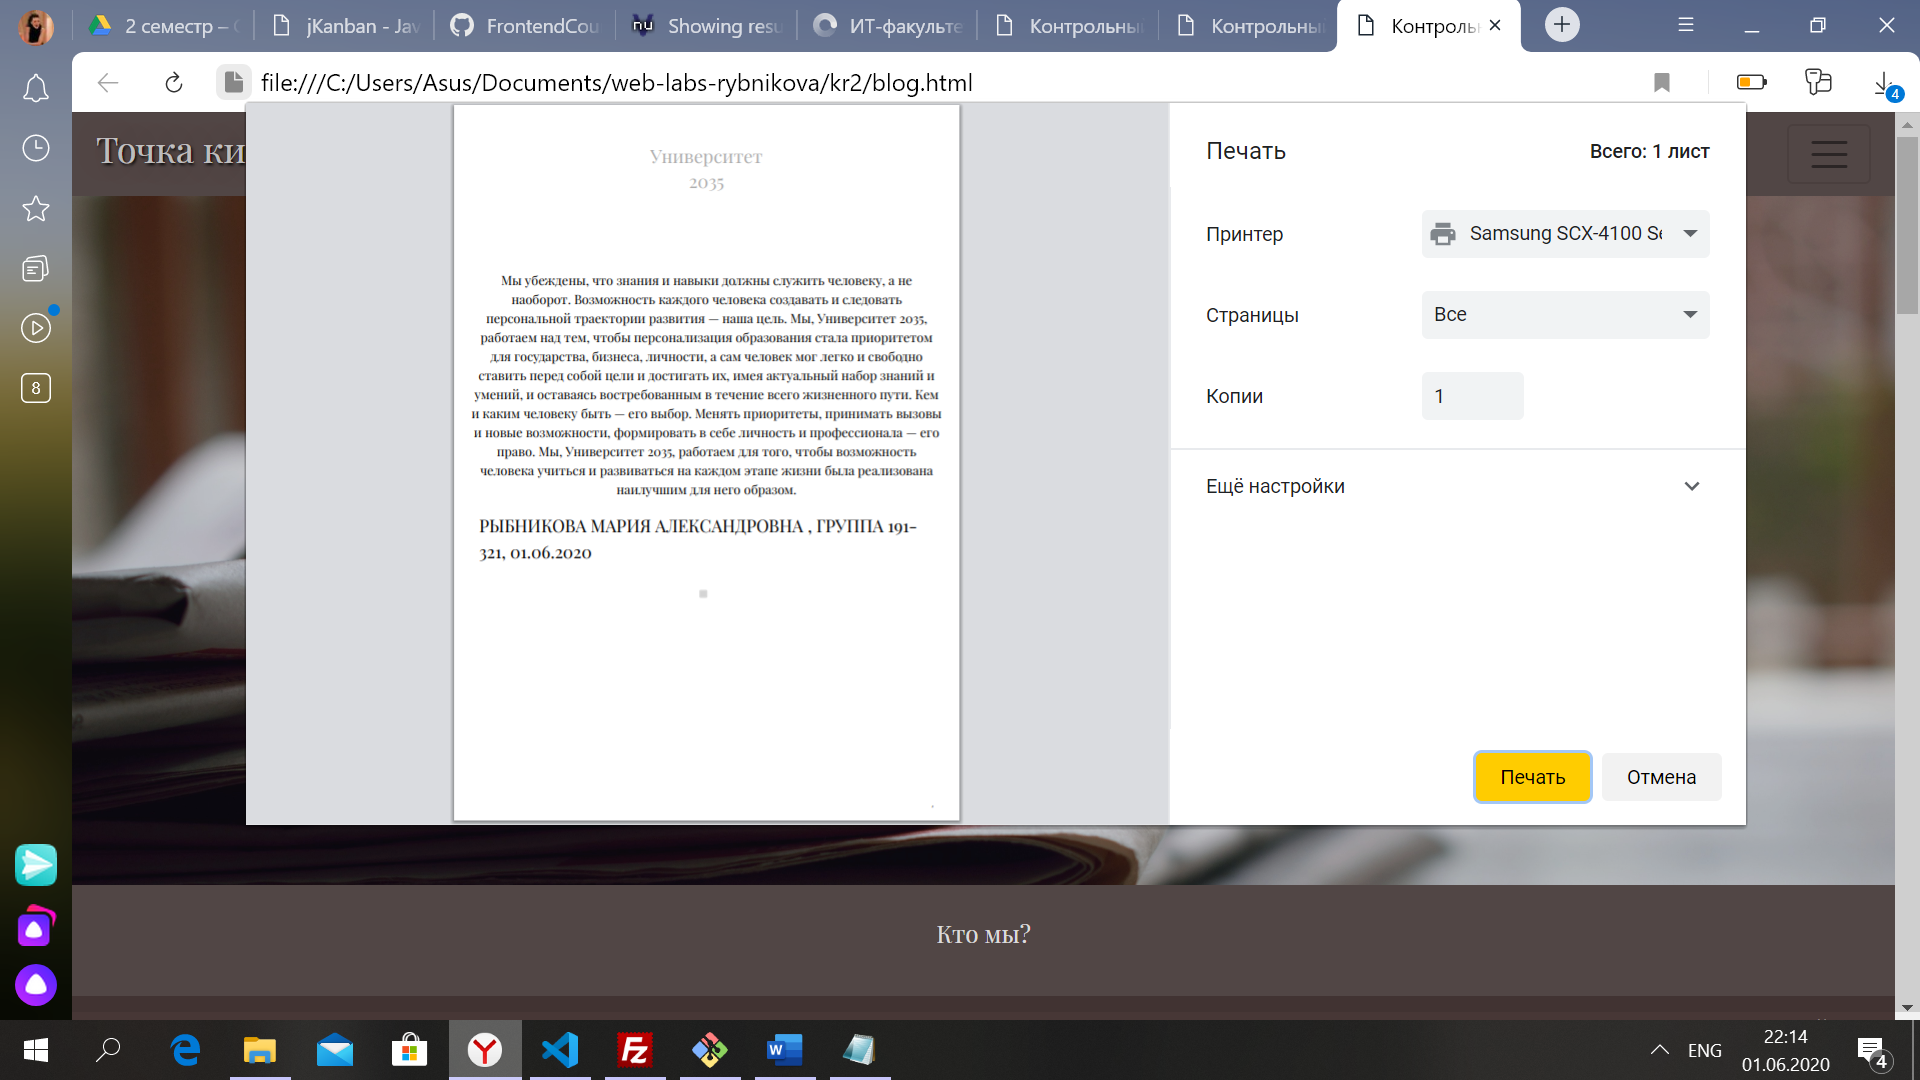 2 семестр –
jKanban - Jav
FrontendCou
Showing resu
ИТ-факульте
Контрольны
Контрольны
Контроль
file:///C:/Users/Asus/Documents/web-labs-rybnikova/kr2/blog.html
4
Точка ки
8
Университет
2035
Мы убеждены, что знания и навыки должны служить человеку, а не
наоборот. Возможность каждого человека создавать и следовать
персональной траектории развития — наша цель. Мы, Университет 2035,
работаем над тем, чтобы персонализация образования стала приоритетом
для государства, бизнеса, личности, а сам человек мог легко и свободно
ставить перед собой цели и достигать их, имея актуальный набор знаний и
умений, и оставаясь востребованным в течение всего жизненного пути. Кем
и каким человеку быть — его выбор. Менять приоритеты, принимать вызовы
и новые возможности, формировать в себе личность и профессионала — его
право. Мы, Университет 2035, работаем для того, чтобы возможность
человека учиться и развиваться на каждом этапе жизни была реализована
наилучшим для него образом.
РЫБНИКОВА МАРИЯ АЛЕКСАНДРОВНА , ГРУППА 191-
321, 01.06.2020
Печать
Всего: 1 лист
Принтер
Samsung SCX-4100 Se
Страницы
Все
Копии
1
Ещё настройки
Печать
Отмена
Кто мы?
ENG
22:14
01.06.2020
4